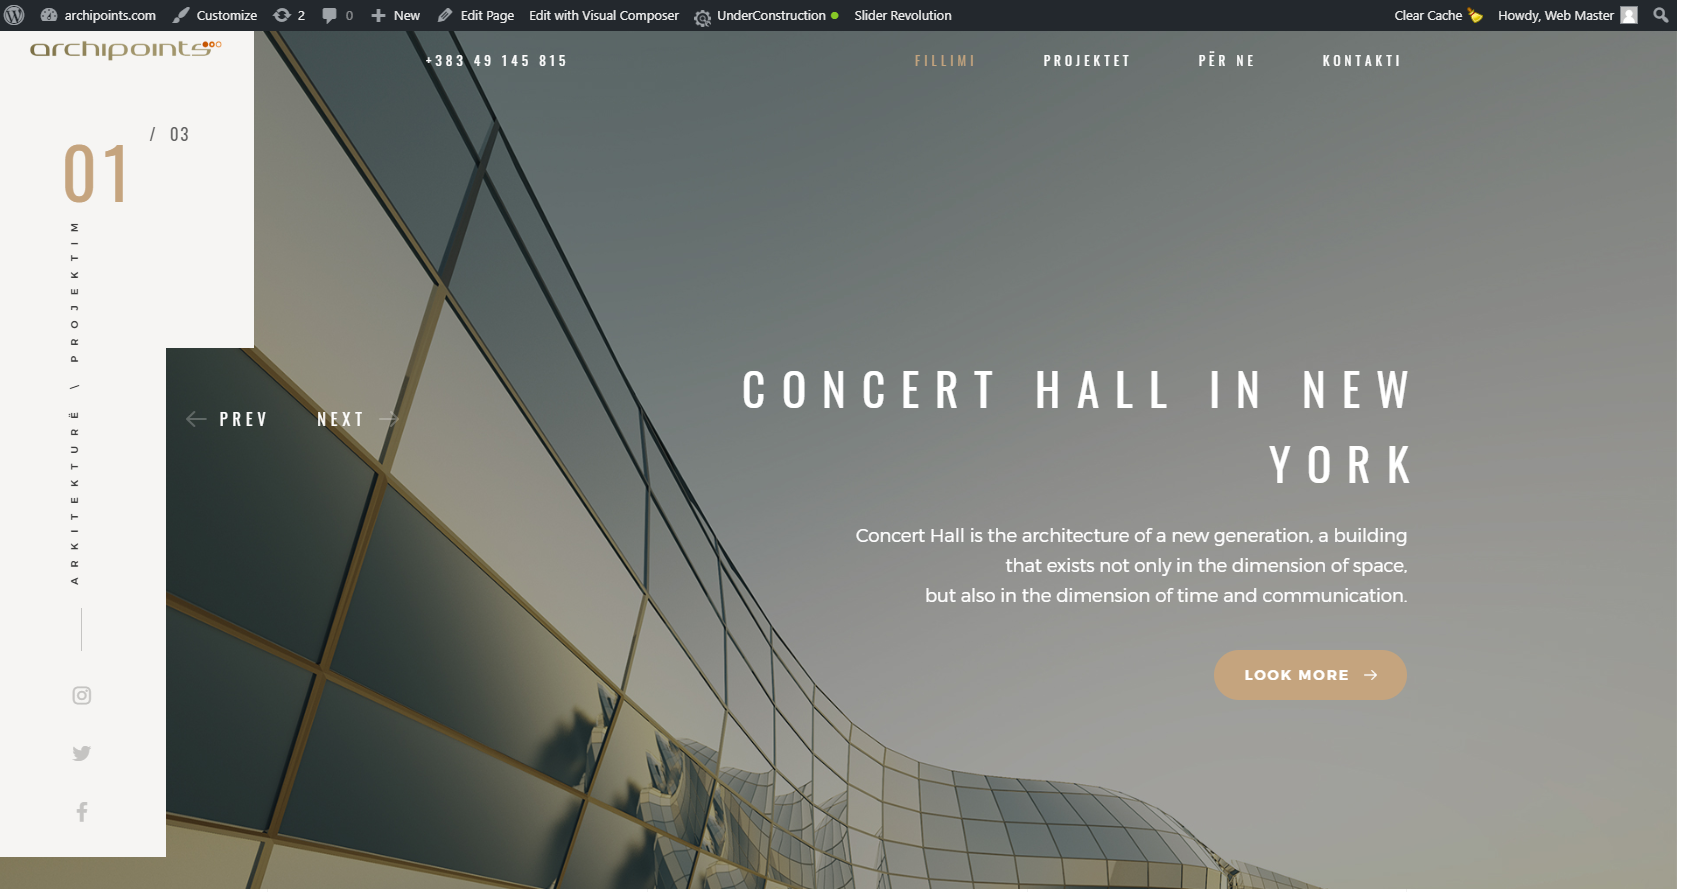 archipoints.com Customize 2 0 New Edit Page Edit with Visual Composer UnderConstruction Slider Revolution Clear Cache Howdy, Web Master
archipoints
+383 49 145 815 FILLIMI PROJEKTET PËR NE KONTAKTI
01 / 03
ARKITEKTURË \ PROJEKTIM
PREV NEXT
CONCERT HALL IN NEW
YORK
Concert Hall is the architecture of a new generation, a building
that exists not only in the dimension of space,
but also in the dimension of time and communication.
LOOK MORE